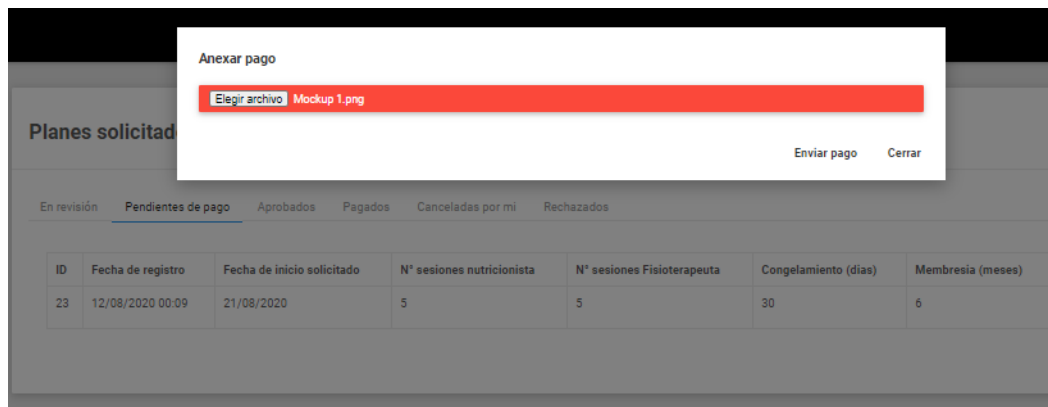 Anexar pago
Elegir archivo Mockup 1.png
Enviar pago Cerrar
Planes solicitad
En revisión Pendientes de pago Aprobados Pagados Canceladas por mi Rechazados
ID Fecha de registro Fecha de inicio solicitado N° sesiones nutricionista N° sesiones Fisioterapeuta Congelamiento (días) Membresia (meses)
23 12/08/2020 00:09 21/08/2020 5 5 30 6